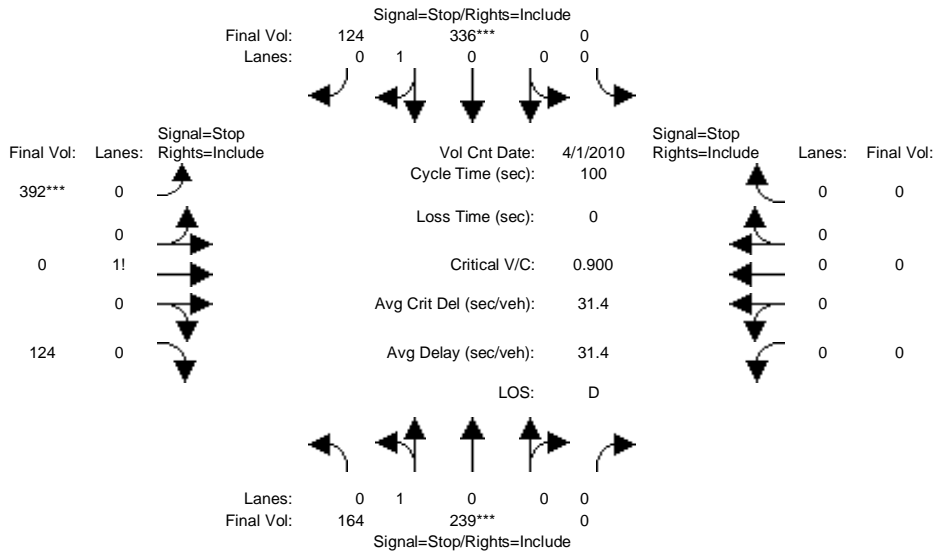 Signal=Stop/Rights=Include
Final Vol: 124 336*** 0
Lanes: 0 1 0 0 0
Signal=Stop Signal=Stop
Final Vol: Lanes: Rights=Include Vol Cnt Date: 4/1/2010 Rights=Include Lanes: Final Vol:
Cycle Time (sec): 100
392*** 0 0 0
Loss Time (sec): 0
0 0
0 1! Critical V/C: 0.900 0 0
0 Avg Crit Del (sec/veh): 31.4 0
124 0 Avg Delay (sec/veh): 31.4 0 0
LOS: D
Lanes: 0 1 0 0 0
Final Vol: 164 239*** 0
Signal=Stop/Rights=Include